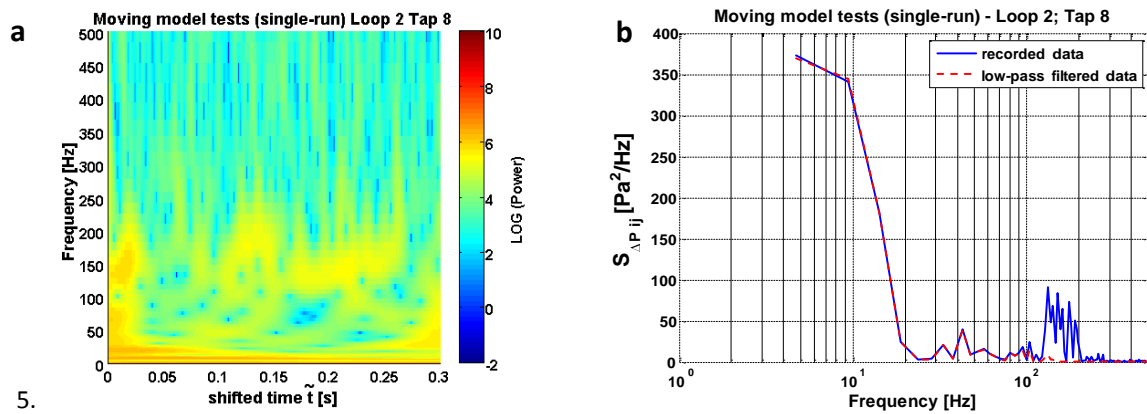 a
Moving model tests (single-run) Loop 2 Tap 8
500
450
400
350
300
250
200
150
100
50
0
Frequency [Hz]
0 0.05 0.1 0.15 0.2 0.25 0.3
shifted time t̃ [s]
10
8
6
4
2
0
-2
LOG (Power)
b
Moving model tests (single-run) - Loop 2; Tap 8
400
350
300
250
200
150
100
50
0
S ΔP ij [Pa²/Hz]
recorded data
low-pass filtered data
10⁰ 10¹ 10²
Frequency [Hz]
5.